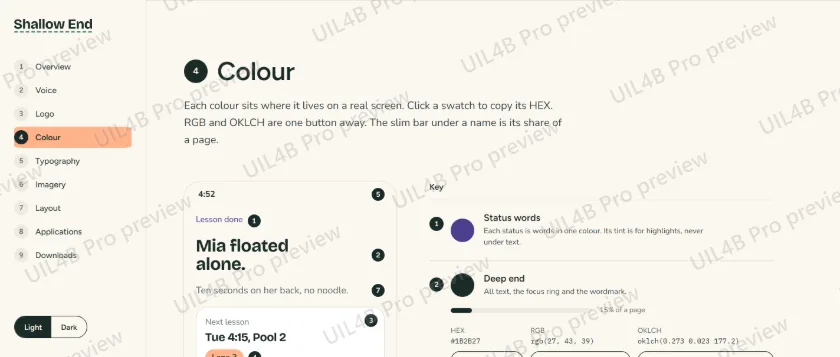 Shallow End
1 Overview
2 Voice
3 Logo
4 Colour
5 Typography
6 Imagery
7 Layout
8 Applications
9 Downloads
Light Dark
4 Colour
Each colour sits where it lives on a real screen. Click a swatch to copy its HEX.
RGB and OKLCH are one button away. The slim bar under a name is its share of
a page.
4:52 5
Lesson done 1
Mia floated
alone. 2
Ten seconds on her back, no noodle. 7
Next lesson 3
Tue 4:15, Pool 2
Key
1 Status words
Each status is words in one colour. Its tint is for highlights, never
under text.
2 Deep end
All text, the focus ring and the wordmark.
15% of a page
HEX RGB OKLCH
#1B2B27 rgb(27, 43, 39) oklch(0.273 0.023 177.2)
UIL4B Pro preview